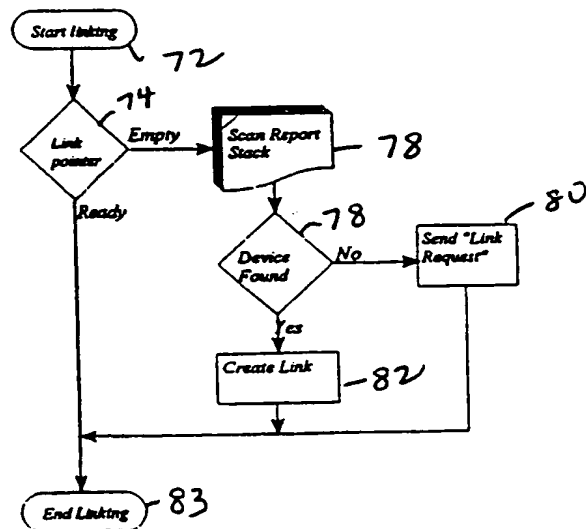 Start linking
72
74
Link
pointer
Empty
Scan Report
Stack
78
Ready
78
Device
Found
No
80
Send "Link
Request"
Yes
Create Link
82
End Linking
83